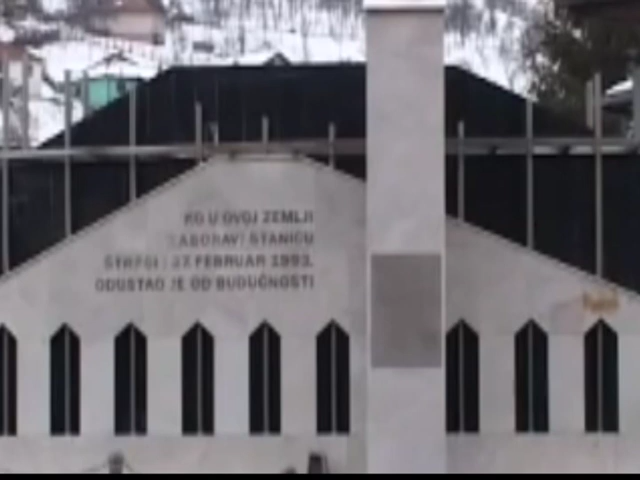 KO U OVOJ ZEMLJI
ZABORAVI STANICU
ŠTRPCI 27 FEBRUAR 1993.
ODUSTAO JE OD BUDUĆNOSTI